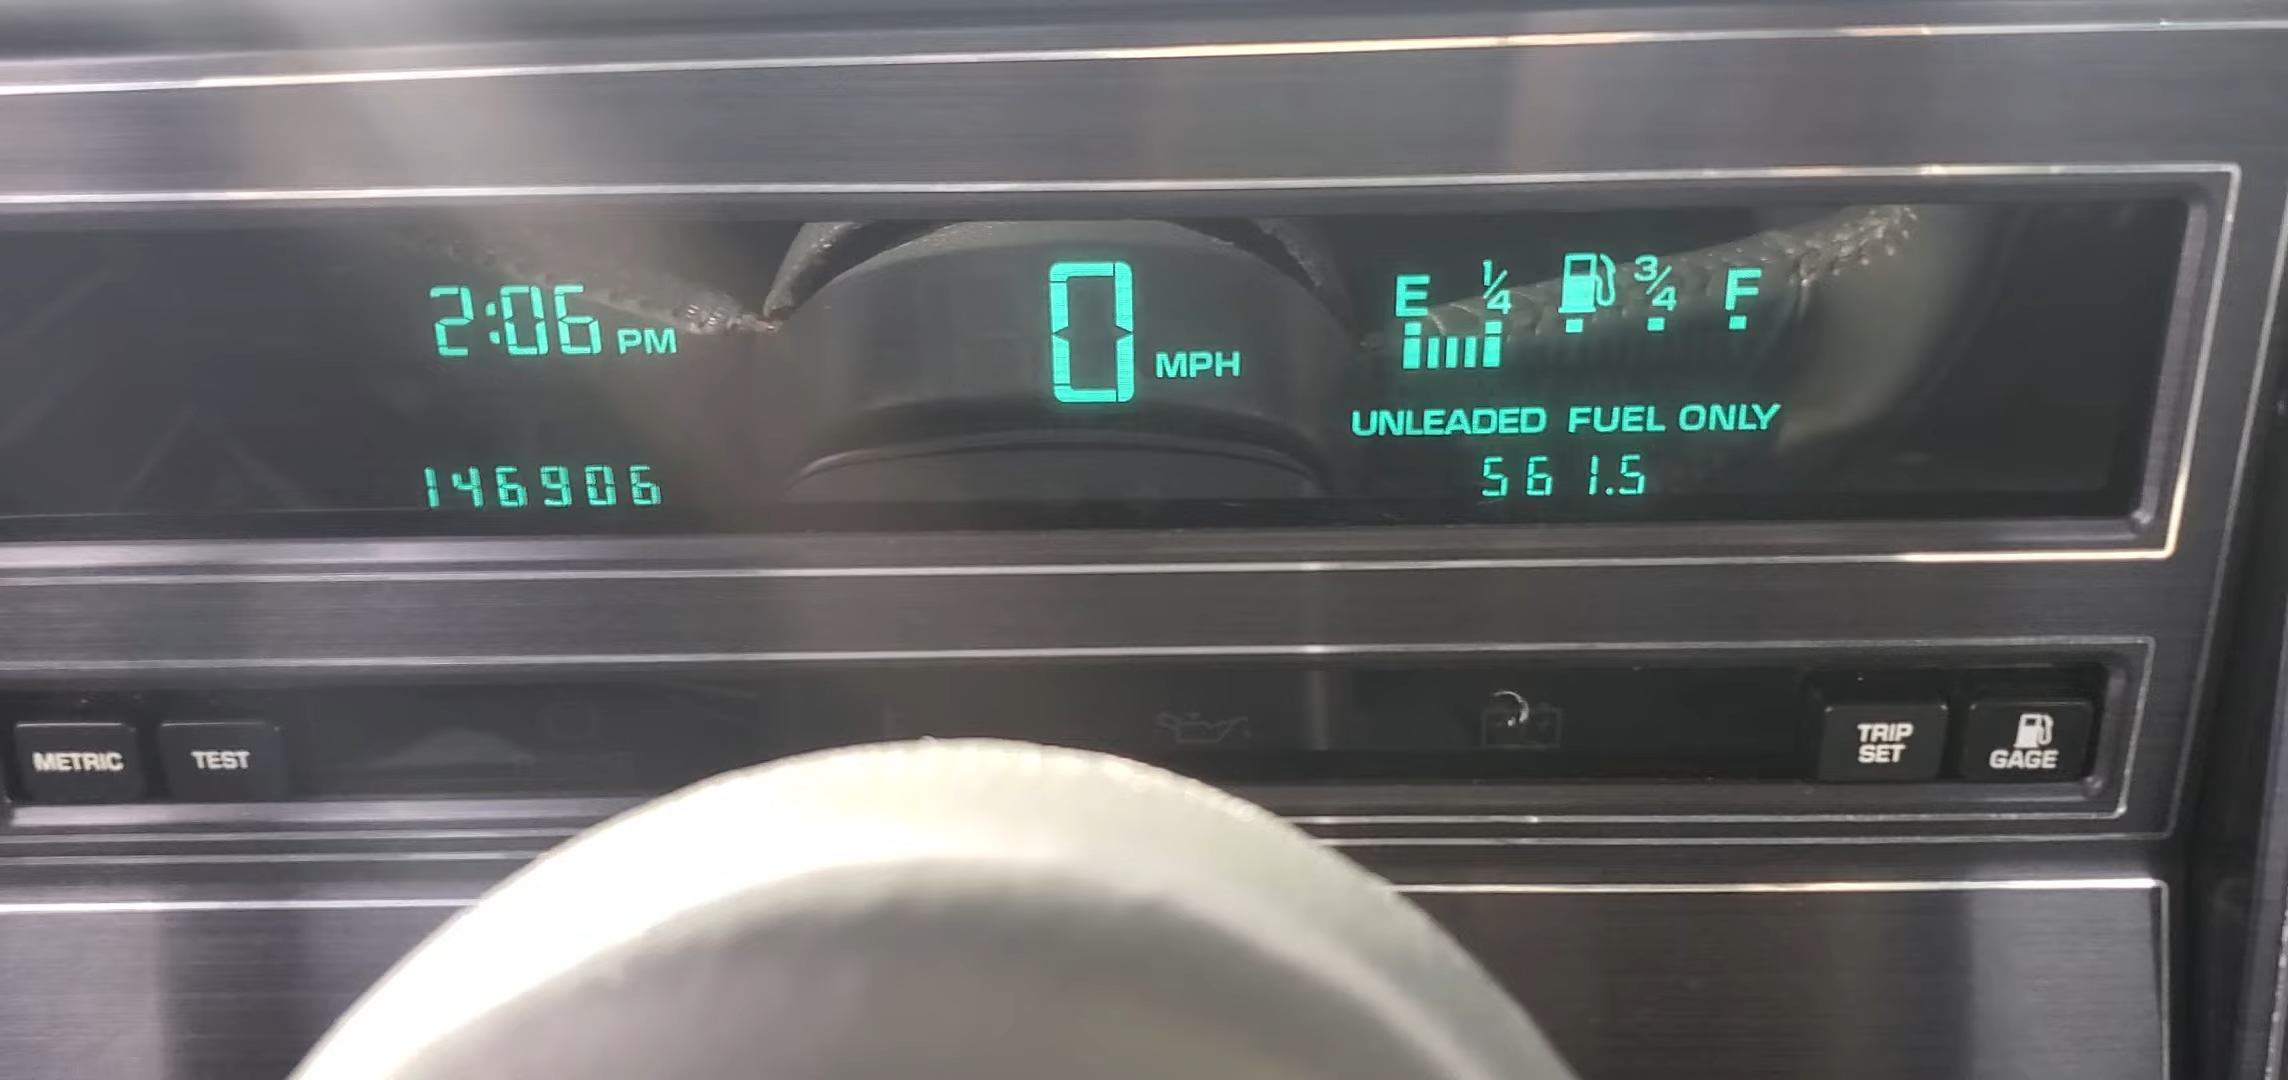 2:06 PM
0 MPH
E 1/4 3/4 F
UNLEADED FUEL ONLY
146906
561.5
METRIC
TEST
TRIP SET
GAGE